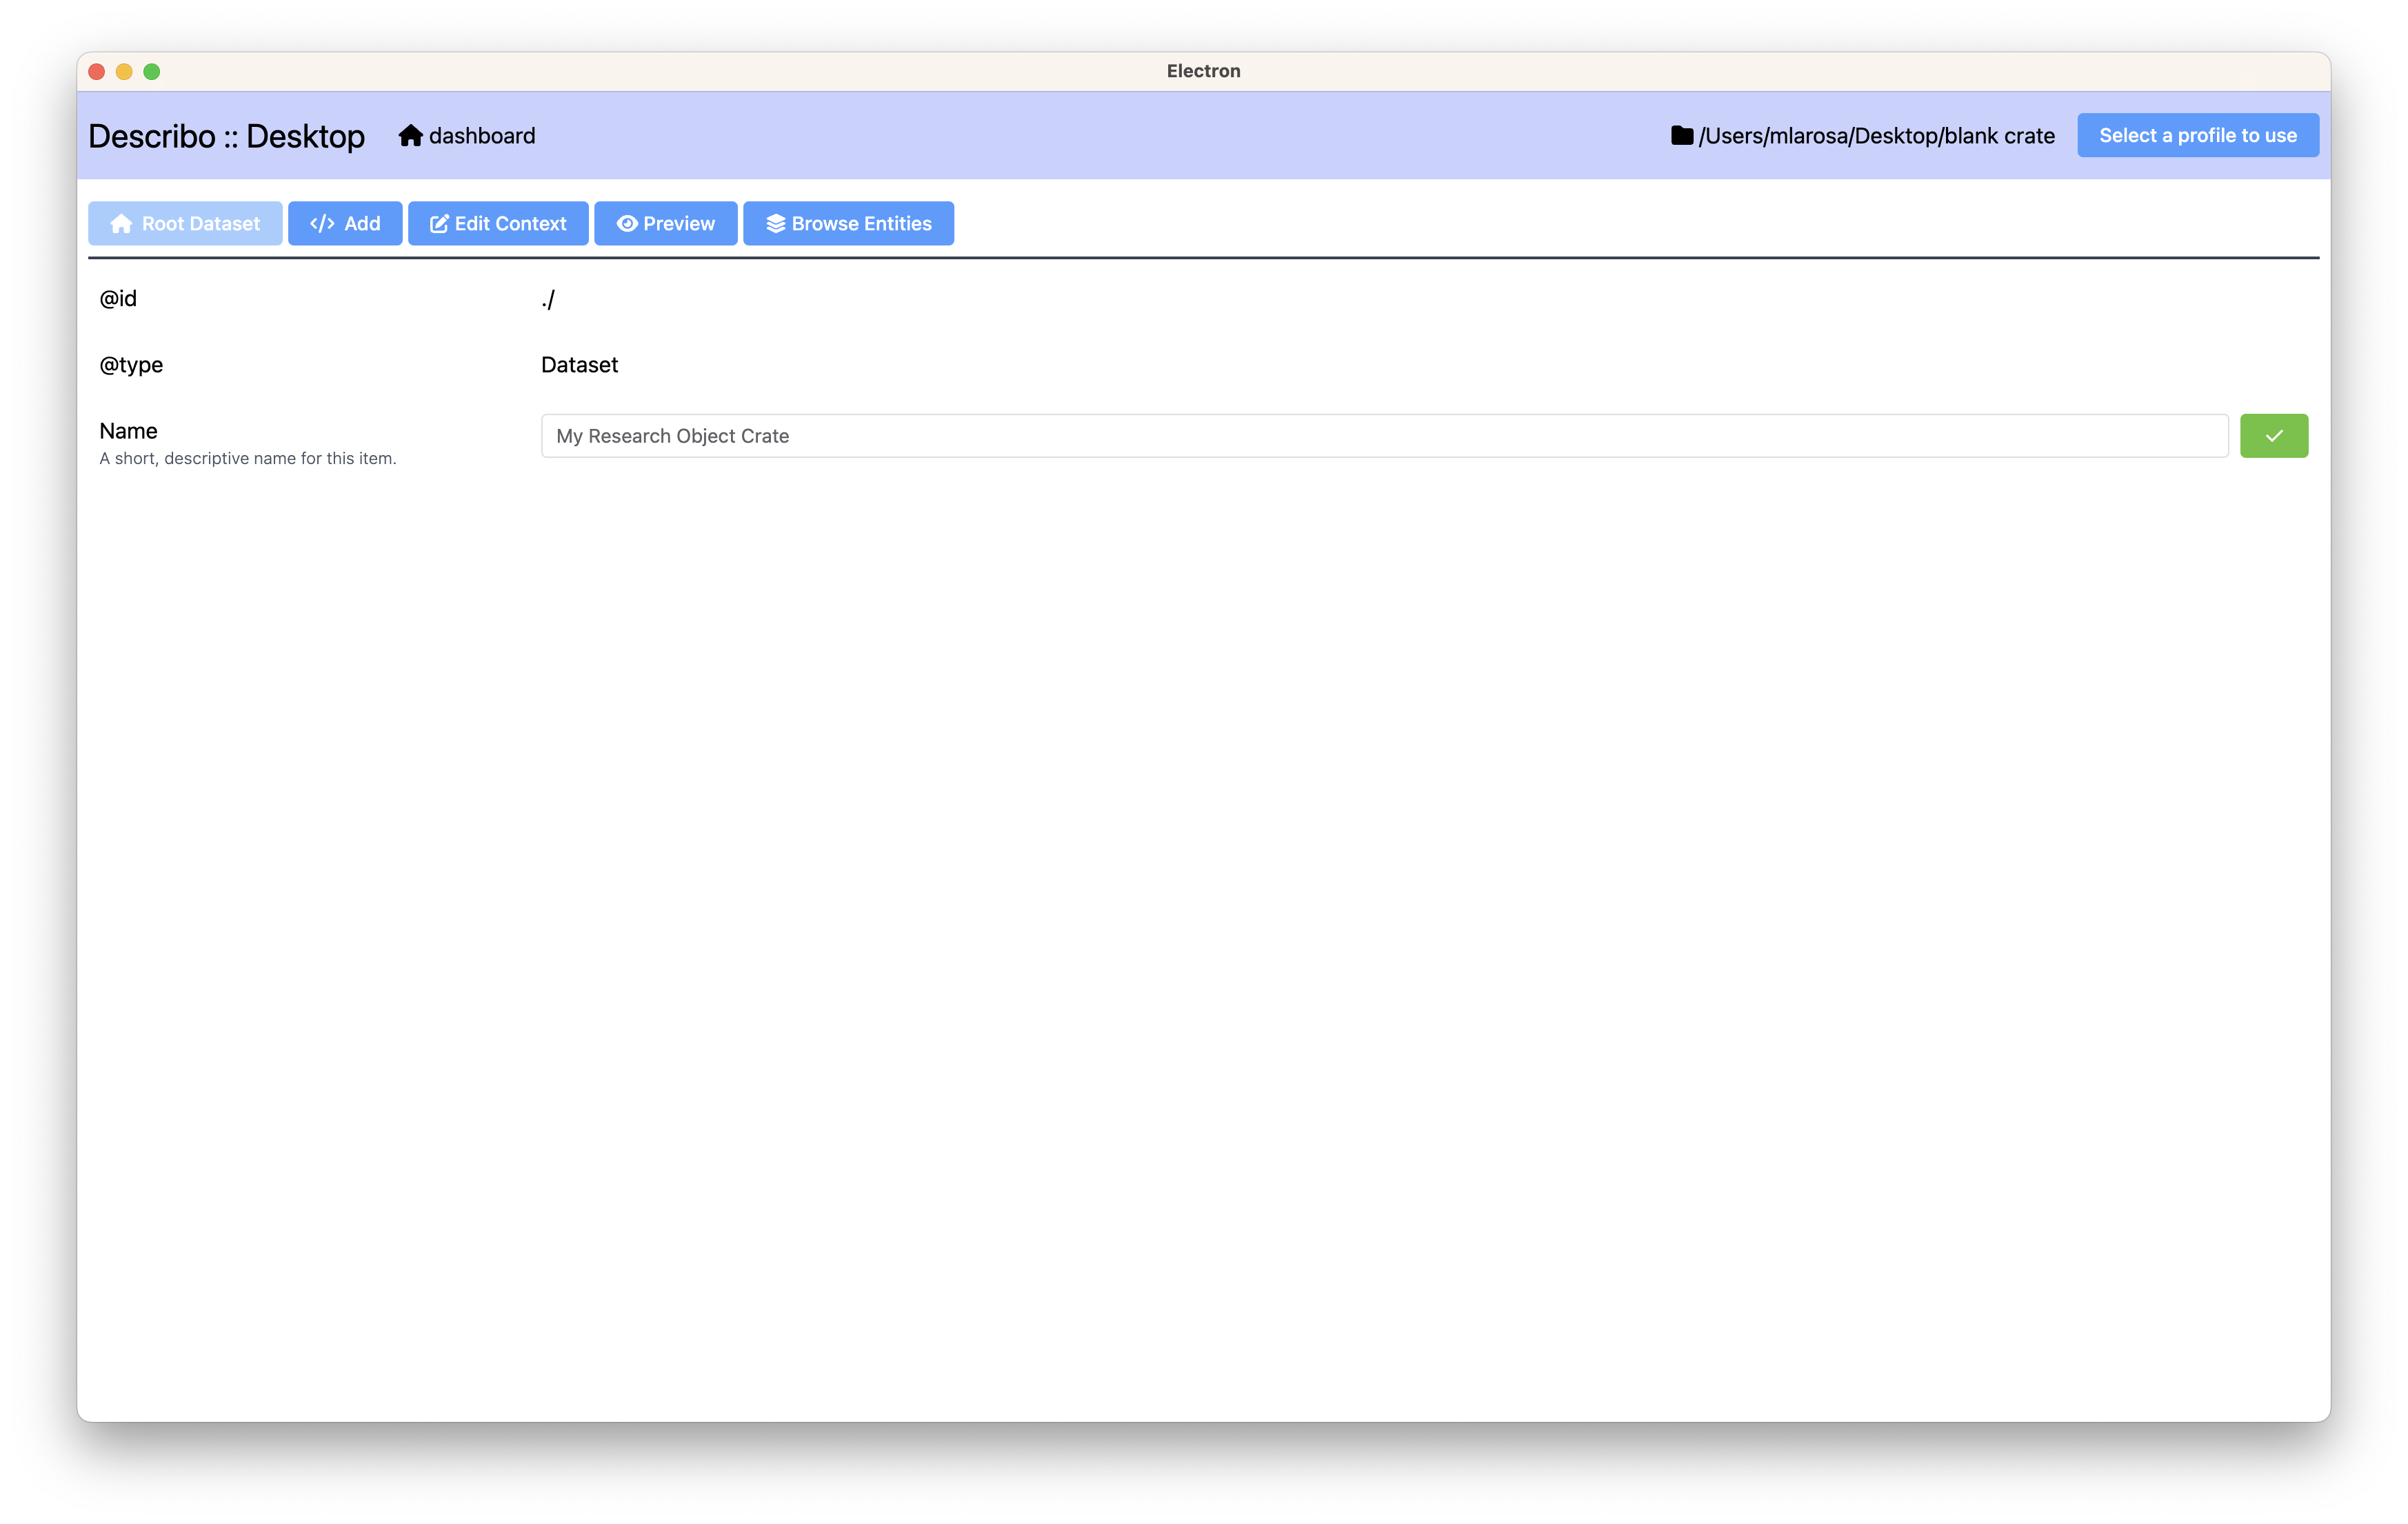 Electron
Describo :: Desktop dashboard /Users/mlarosa/Desktop/blank crate Select a profile to use
Root Dataset </> Add Edit Context Preview Browse Entities
@id ./
@type Dataset
Name My Research Object Crate
A short, descriptive name for this item.